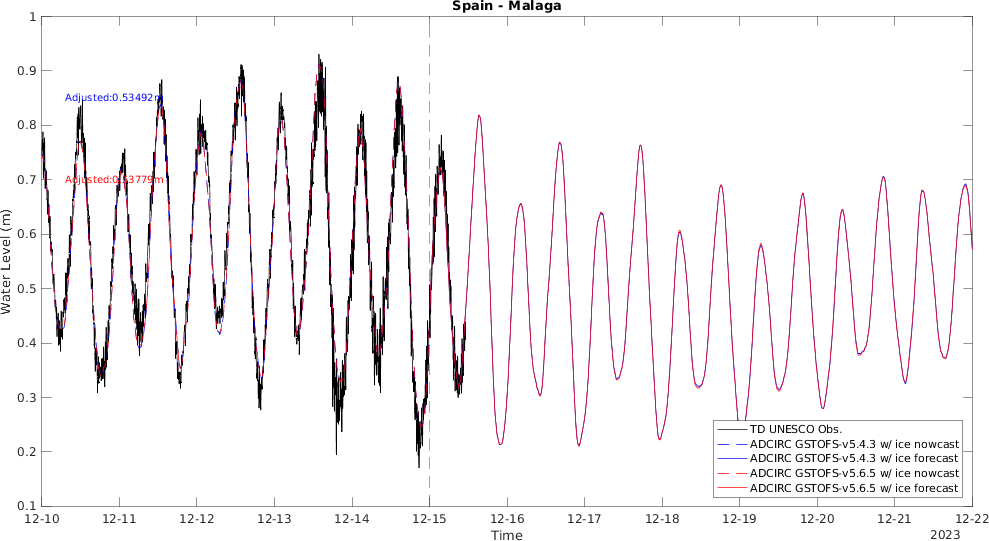 Spain - Malaga
1
0.9
0.8
0.7
0.6
0.5
0.4
0.3
0.2
0.1
Water Level (m)
Adjusted:0.53492m
Adjusted:0.53779m
TD UNESCO Obs.
ADCIRC GSTOFS-v5.4.3 w/ ice nowcast
ADCIRC GSTOFS-v5.4.3 w/ ice forecast
ADCIRC GSTOFS-v5.6.5 w/ ice nowcast
ADCIRC GSTOFS-v5.6.5 w/ ice forecast
12-10 12-11 12-12 12-13 12-14 12-15 12-16 12-17 12-18 12-19 12-20 12-21 12-22
Time
2023